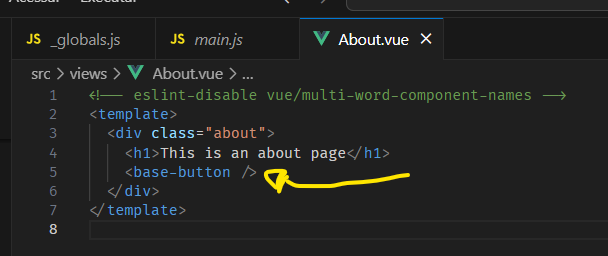 Executar
JS _globals.js JS main.js About.vue ×
src > views > About.vue > ...
1 <!-- eslint-disable vue/multi-word-component-names -->
2 <template>
3 <div class="about">
4 <h1>This is an about page</h1>
5 <base-button />
6 </div>
7 </template>
8